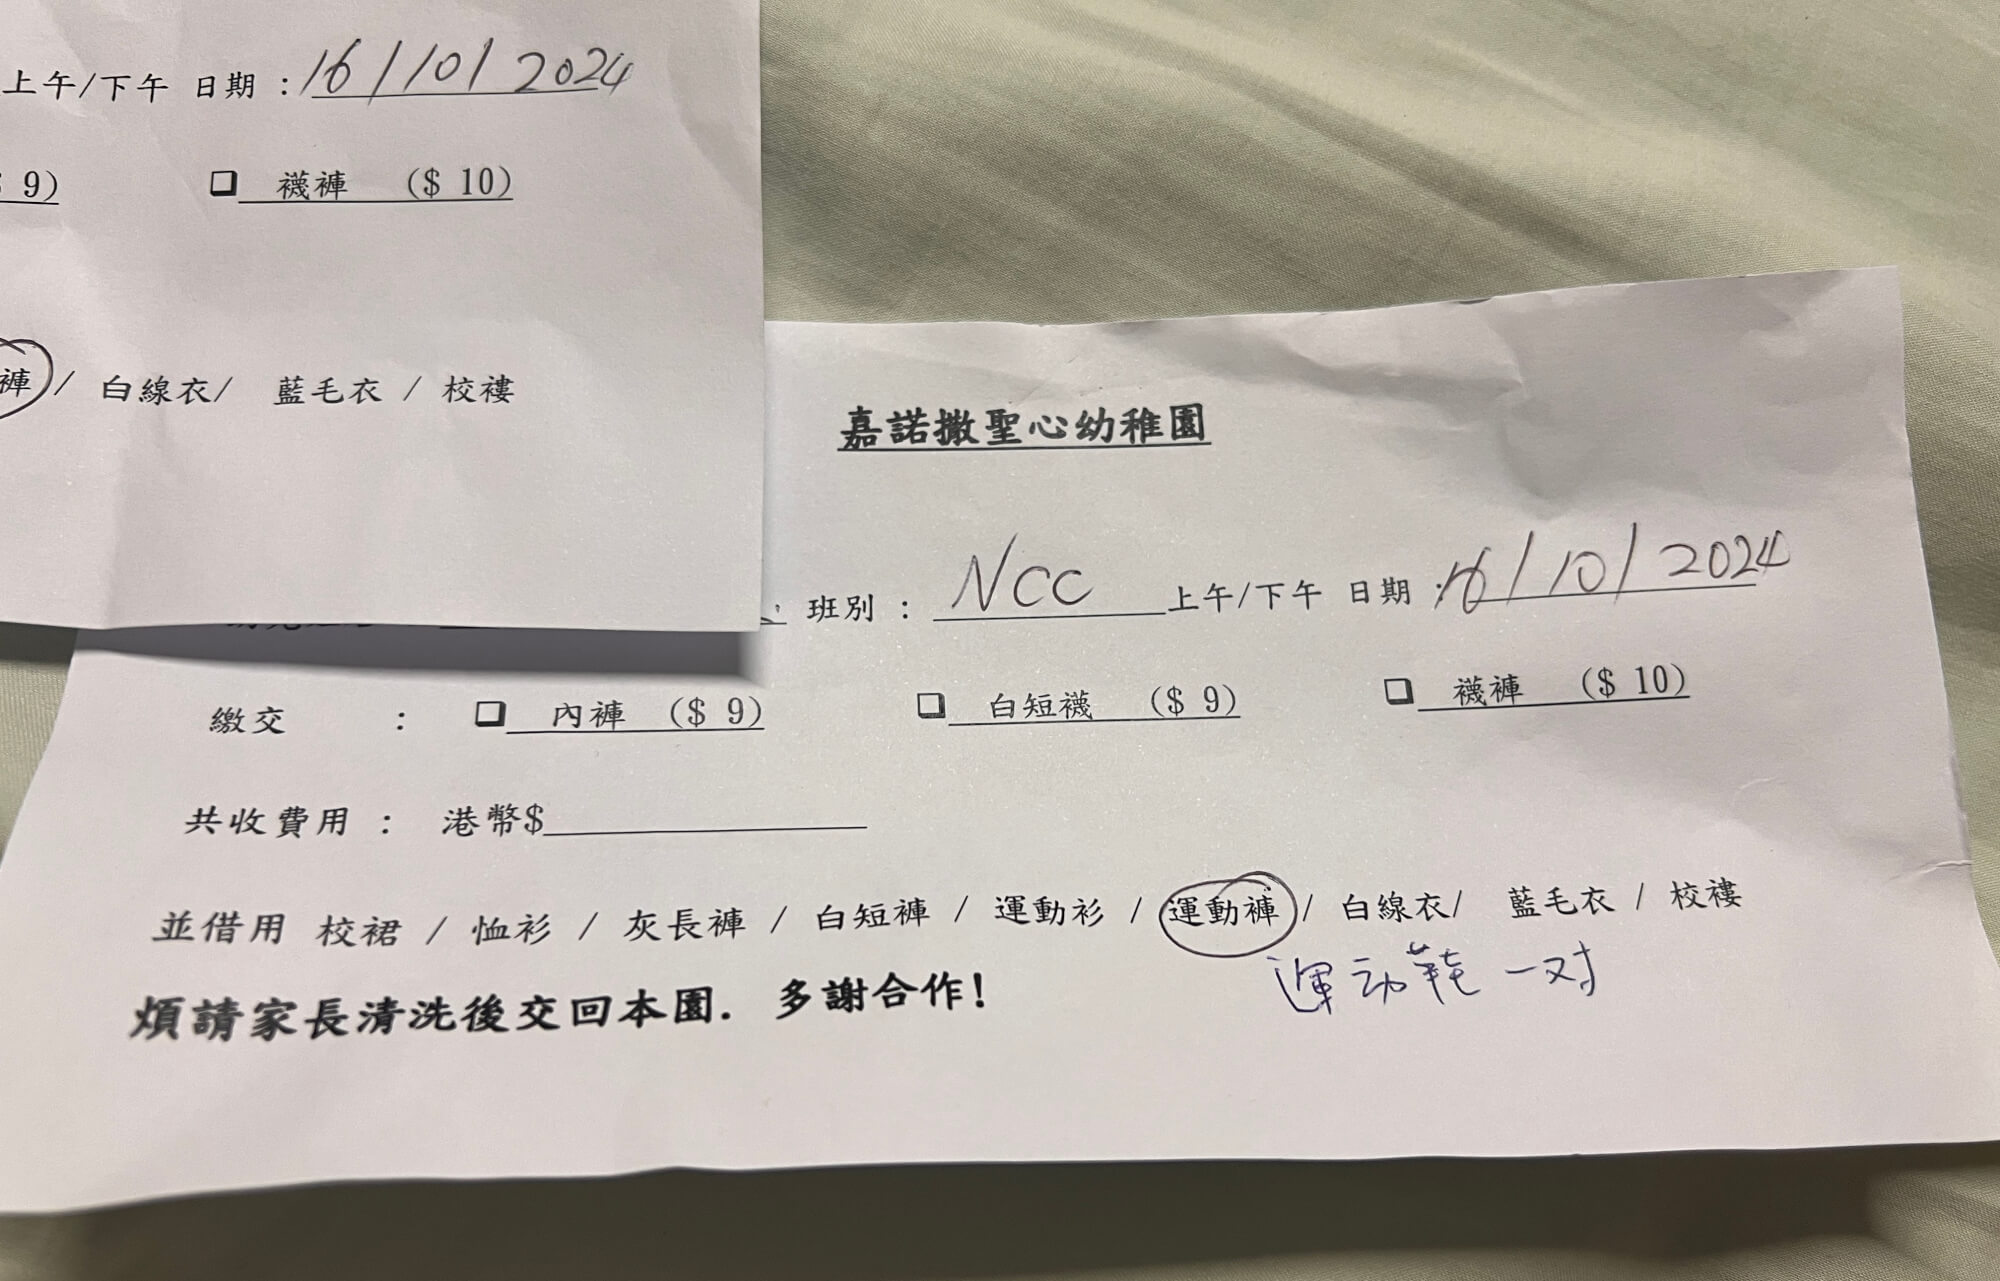 上午/下午 日期：16/10/2024
9)  ❑ 襪褲 ($ 10)
褲 / 白線衣/ 藍毛衣 / 校褸
嘉諾撒聖心幼稚園
班別： NCC 上午/下午 日期：16/10/2024
繳交 ： ❑ 內褲 ($ 9) ❑ 白短襪 ($ 9) ❑ 襪褲 ($ 10)
共收費用 ： 港幣$
並借用 校裙 / 恤衫 / 灰長褲 / 白短褲 / 運動衫 / 運動褲 / 白線衣/ 藍毛衣 / 校褸
運动鞋一对
煩請家長清洗後交回本園. 多謝合作!